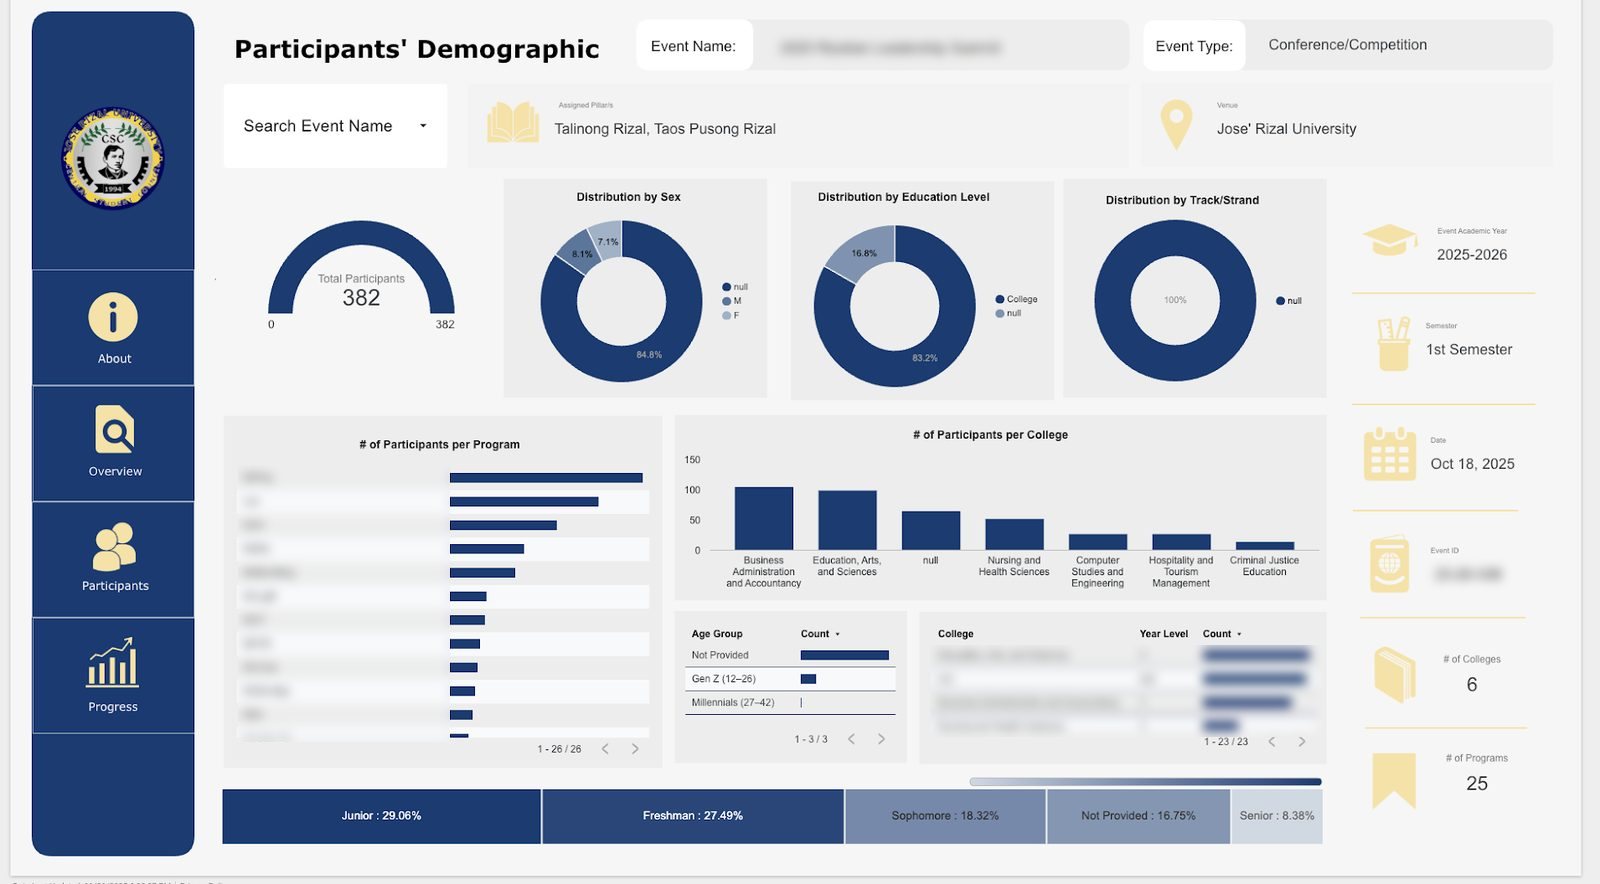 Participants' Demographic
Event Name:
Event Type:
Conference/Competition
Search Event Name
Assigned Pillar/s
Talinong Rizal, Taos Pusong Rizal
Venue
Jose' Rizal University
JOSE RIZAL UNIVERSITY
CSC
1994
About
Overview
Participants
Progress
Total Participants
382
0
382
Distribution by Sex
7.1%
8.1%
84.8%
null
M
F
Distribution by Education Level
16.8%
83.2%
College
null
Distribution by Track/Strand
100%
null
Event Academic Year
2025-2026
Semester
1st Semester
Date
Oct 18, 2025
Event ID
# of Colleges
6
# of Programs
25
# of Participants per Program
1 - 26 / 26
# of Participants per College
150
100
50
0
Business
Administration
and Accountancy
Education, Arts,
and Sciences
null
Nursing and
Health Sciences
Computer
Studies and
Engineering
Hospitality and
Tourism
Management
Criminal Justice
Education
Age Group Count
Not Provided
Gen Z (12–26)
Millennials (27–42)
1 - 3 / 3
College Year Level Count
1 - 23 / 23
Junior : 29.06%
Freshman : 27.49%
Sophomore : 18.32%
Not Provided : 16.75%
Senior : 8.38%